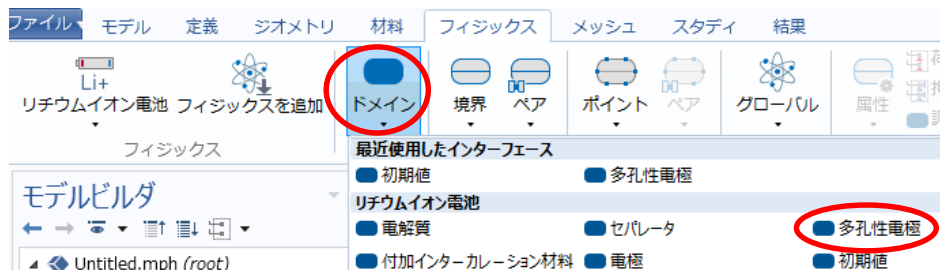 ファイル モデル 定義 ジオメトリ 材料 フィジックス メッシュ スタディ 結果
Li+
リチウムイオン電池 フィジックスを追加 ドメイン 境界 ペア ポイント ペア グローバル 属性
フィジックス
最近使用したインターフェース
初期値 多孔性電極
モデルビルダ
リチウムイオン電池
電解質 セパレータ 多孔性電極
Untitled.mph (root)
付加インターカレーション材料 電極 初期値